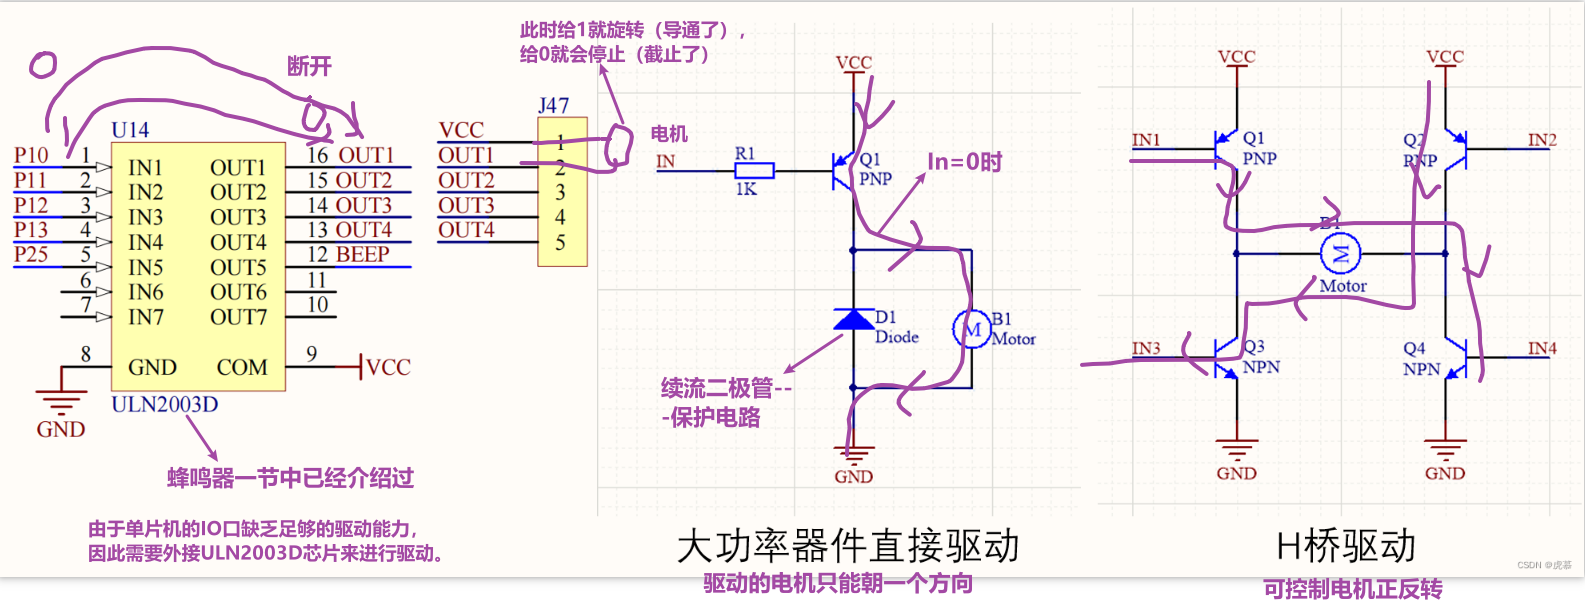 此时给1就旋转（导通了），
给0就会停止（截止了）
断开
0
0
U14
P10 1 IN1 OUT1 16 OUT1
P11 2 IN2 OUT2 15 OUT2
P12 3 IN3 OUT3 14 OUT3
P13 4 IN4 OUT4 13 OUT4
P25 5 IN5 OUT5 12 BEEP
6 IN6 OUT6 11
7 IN7 OUT7 10
8 GND COM 9 VCC
GND
ULN2003D
蜂鸣器一节中已经介绍过
由于单片机的IO口缺乏足够的驱动能力，
因此需要外接ULN2003D芯片来进行驱动。
J47
VCC 1
OUT1 2
OUT2 3
OUT3 4
OUT4 5
电机
VCC
IN
R1
1K
Q1
PNP
In=0时
D1
Diode
M
B1
Motor
续流二极管--
-保护电路
GND
大功率器件直接驱动
驱动的电机只能朝一个方向
VCC VCC
IN1 Q1 Q2 IN2
PNP PNP
B1
M
Motor
IN3 Q3 Q4 IN4
NPN NPN
GND GND
H桥驱动
可控制电机正反转
CSDN @虎慕